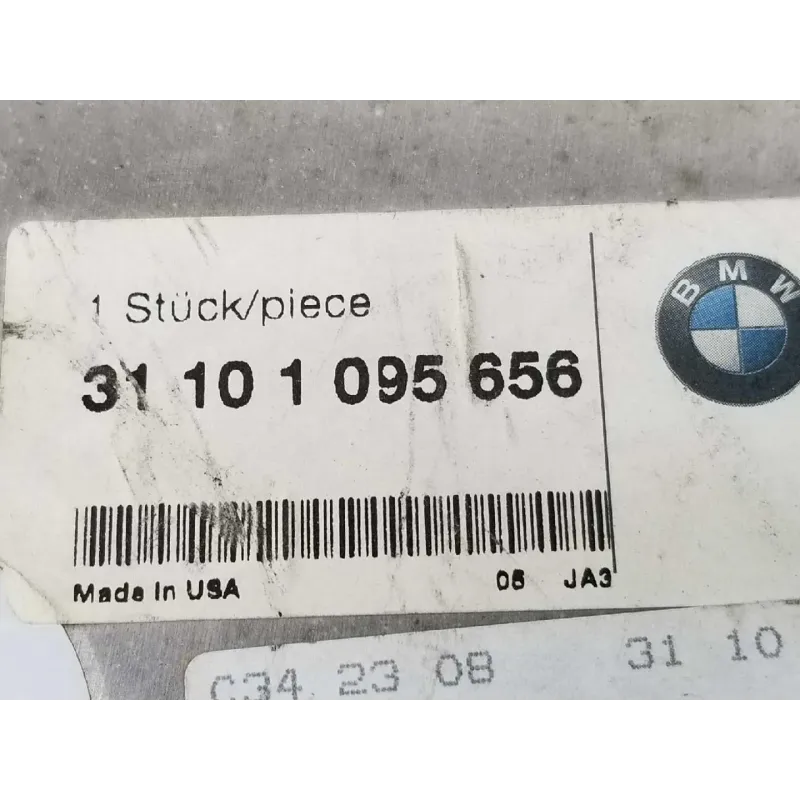 1 Stück/piece
31 10 1 095 656
BMW
Made In USA 05 JA3
C34 23 08 31 10